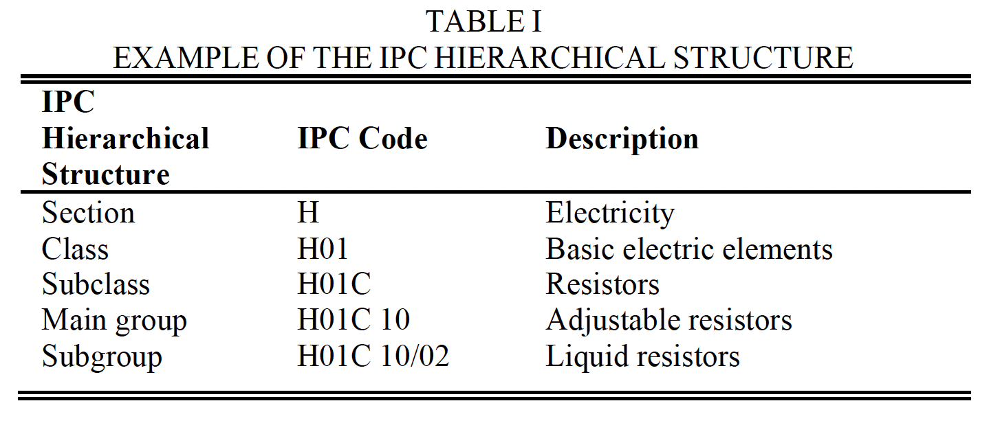 TABLE I
EXAMPLE OF THE IPC HIERARCHICAL STRUCTURE
IPC
Hierarchical IPC Code Description
Structure
Section H Electricity
Class H01 Basic electric elements
Subclass H01C Resistors
Main group H01C 10 Adjustable resistors
Subgroup H01C 10/02 Liquid resistors